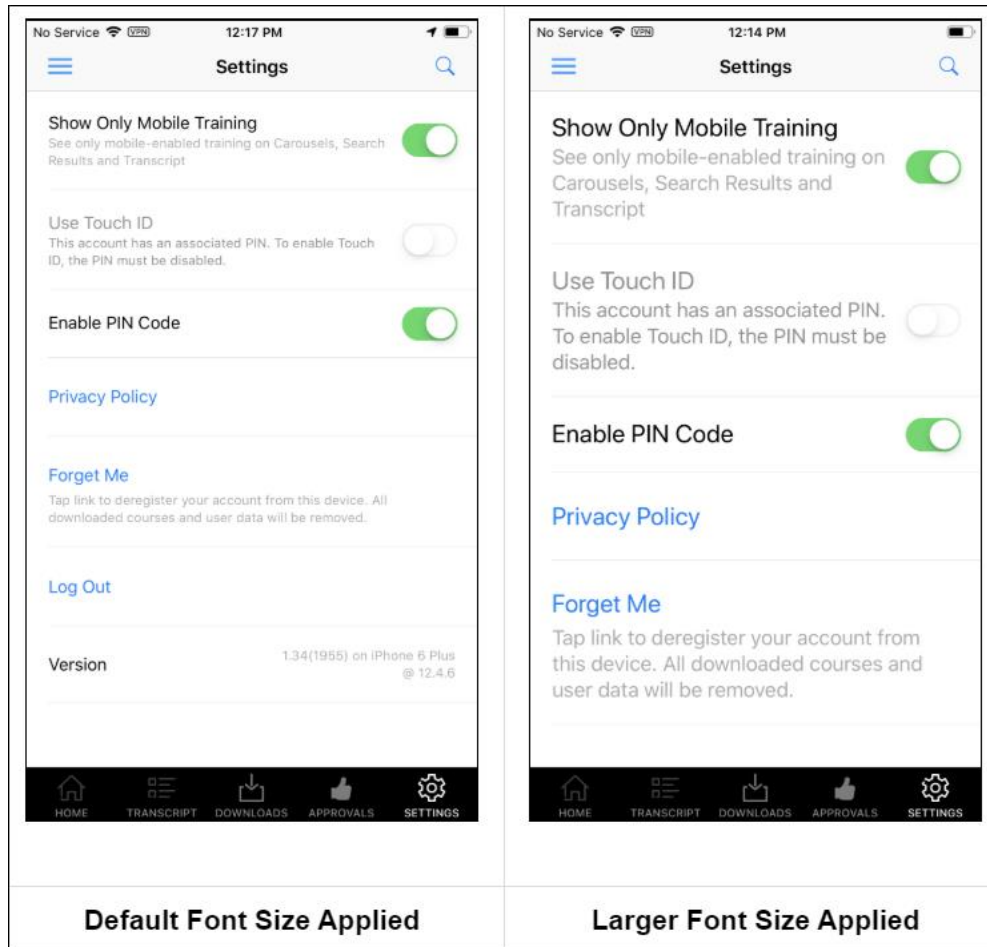 No Service VPN 12:17 PM
Settings
Show Only Mobile Training
See only mobile-enabled training on Carousels, Search
Results and Transcript
Use Touch ID
This account has an associated PIN. To enable Touch
ID, the PIN must be disabled.
Enable PIN Code
Privacy Policy
Forget Me
Tap link to deregister your account from this device. All
downloaded courses and user data will be removed.
Log Out
Version
1.34(1955) on iPhone 6 Plus
@ 12.4.6
HOME TRANSCRIPT DOWNLOADS APPROVALS SETTINGS
Default Font Size Applied
No Service VPN 12:14 PM
Settings
Show Only Mobile Training
See only mobile-enabled training on
Carousels, Search Results and
Transcript
Use Touch ID
This account has an associated PIN.
To enable Touch ID, the PIN must be
disabled.
Enable PIN Code
Privacy Policy
Forget Me
Tap link to deregister your account from
this device. All downloaded courses and
user data will be removed.
HOME TRANSCRIPT DOWNLOADS APPROVALS SETTINGS
Larger Font Size Applied